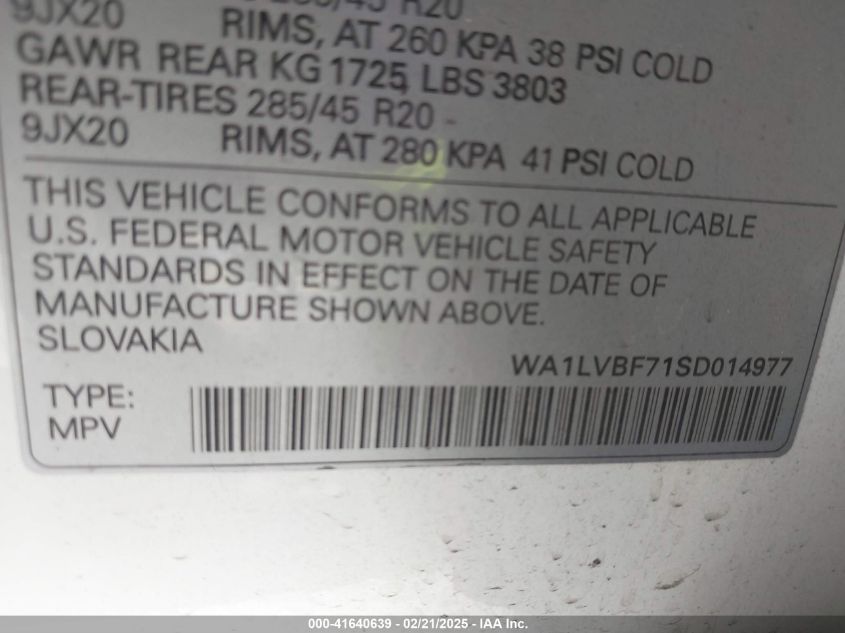 9JX20 285/45 R20
RIMS, AT 260 KPA 38 PSI COLD
GAWR REAR KG 1725, LBS 3803
REAR-TIRES 285/45 R20 -
9JX20 RIMS, AT 280 KPA 41 PSI COLD
THIS VEHICLE CONFORMS TO ALL APPLICABLE
U.S. FEDERAL MOTOR VEHICLE SAFETY
STANDARDS IN EFFECT ON THE DATE OF
MANUFACTURE SHOWN ABOVE.
SLOVAKIA
WA1LVBF71SD014977
TYPE:
MPV
000-41640639 - 02/21/2025 - IAA Inc.